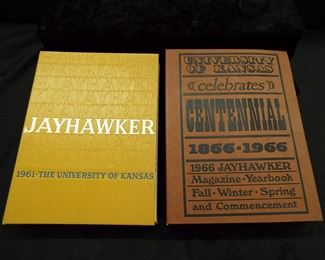 JAYHAWKER
1961·THE UNIVERSITY OF KANSAS
UNIVERSITY
OF KANSAS
celebrates
CENTENNIAL
1866·1966
1966 JAYHAWKER
Magazine·Yearbook
Fall·Winter·Spring
and Commencement